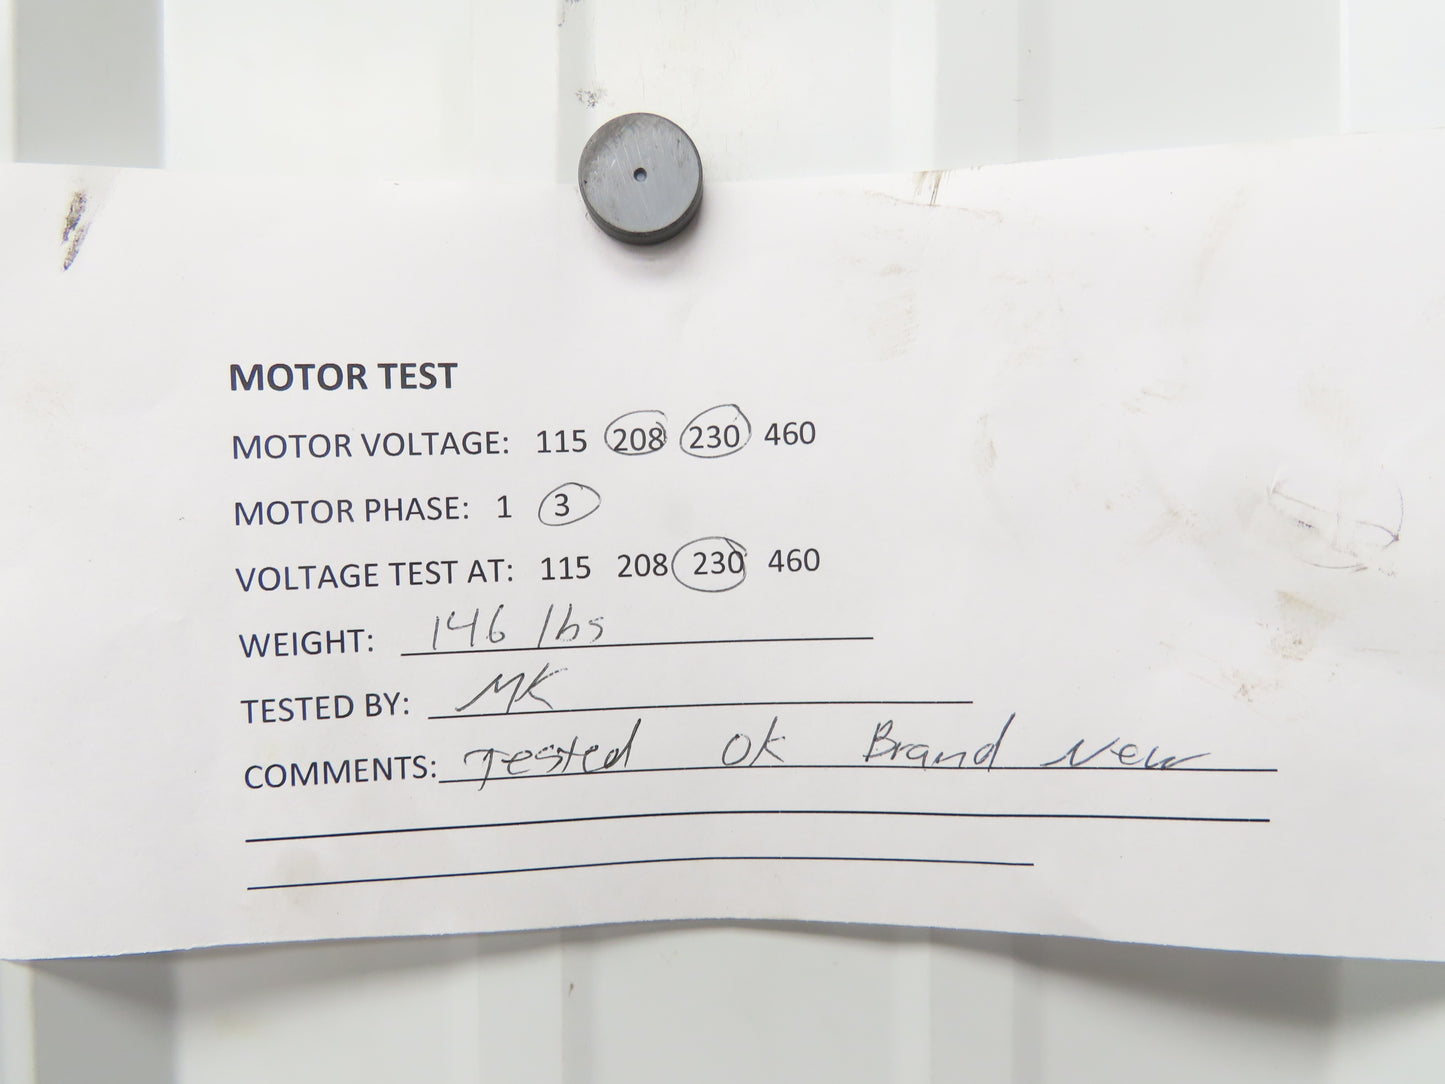 MOTOR TEST
MOTOR VOLTAGE: 115 208 230 460
MOTOR PHASE: 1 3
VOLTAGE TEST AT: 115 208 230 460
WEIGHT: 146 lbs
TESTED BY: MK
COMMENTS: Tested OK Brand New